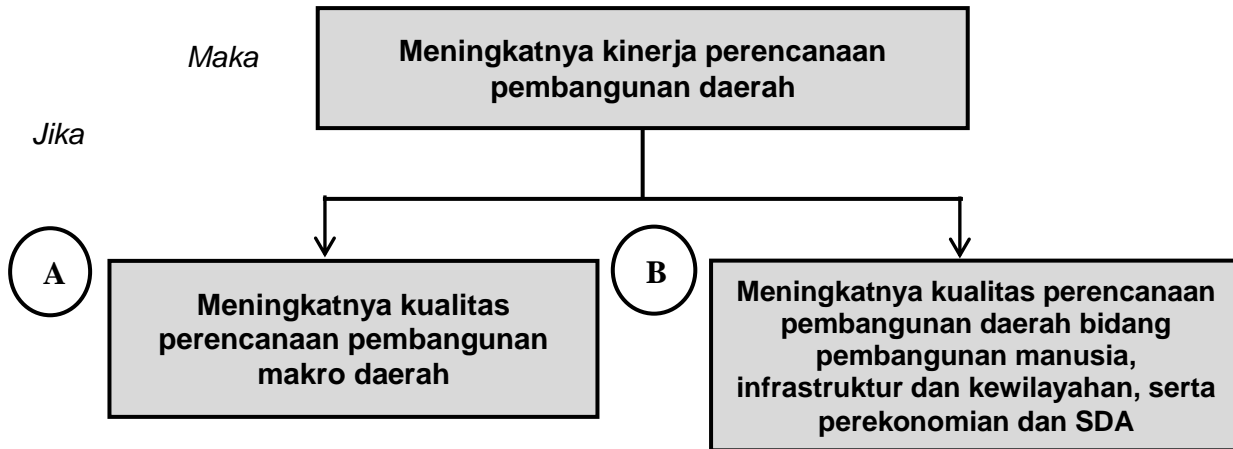 Maka
Meningkatnya kinerja perencanaan
pembangunan daerah
Jika
A
Meningkatnya kualitas
perencanaan pembangunan
makro daerah
B
Meningkatnya kualitas perencanaan
pembangunan daerah bidang
pembangunan manusia,
infrastruktur dan kewilayahan, serta
perekonomian dan SDA